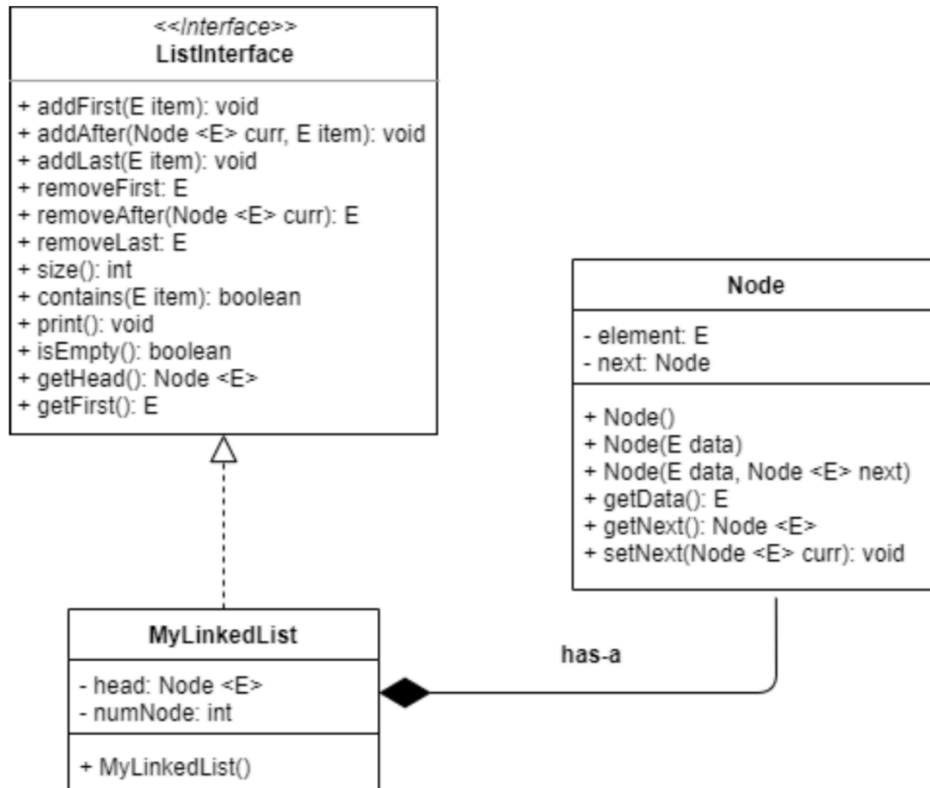 <<Interface>>
ListInterface
+ addFirst(E item): void
+ addAfter(Node <E> curr, E item): void
+ addLast(E item): void
+ removeFirst: E
+ removeAfter(Node <E> curr): E
+ removeLast: E
+ size(): int
+ contains(E item): boolean
+ print(): void
+ isEmpty(): boolean
+ getHead(): Node <E>
+ getFirst(): E
Node
- element: E
- next: Node
+ Node()
+ Node(E data)
+ Node(E data, Node <E> next)
+ getData(): E
+ getNext(): Node <E>
+ setNext(Node <E> curr): void
MyLinkedList
- head: Node <E>
- numNode: int
+ MyLinkedList()
has-a